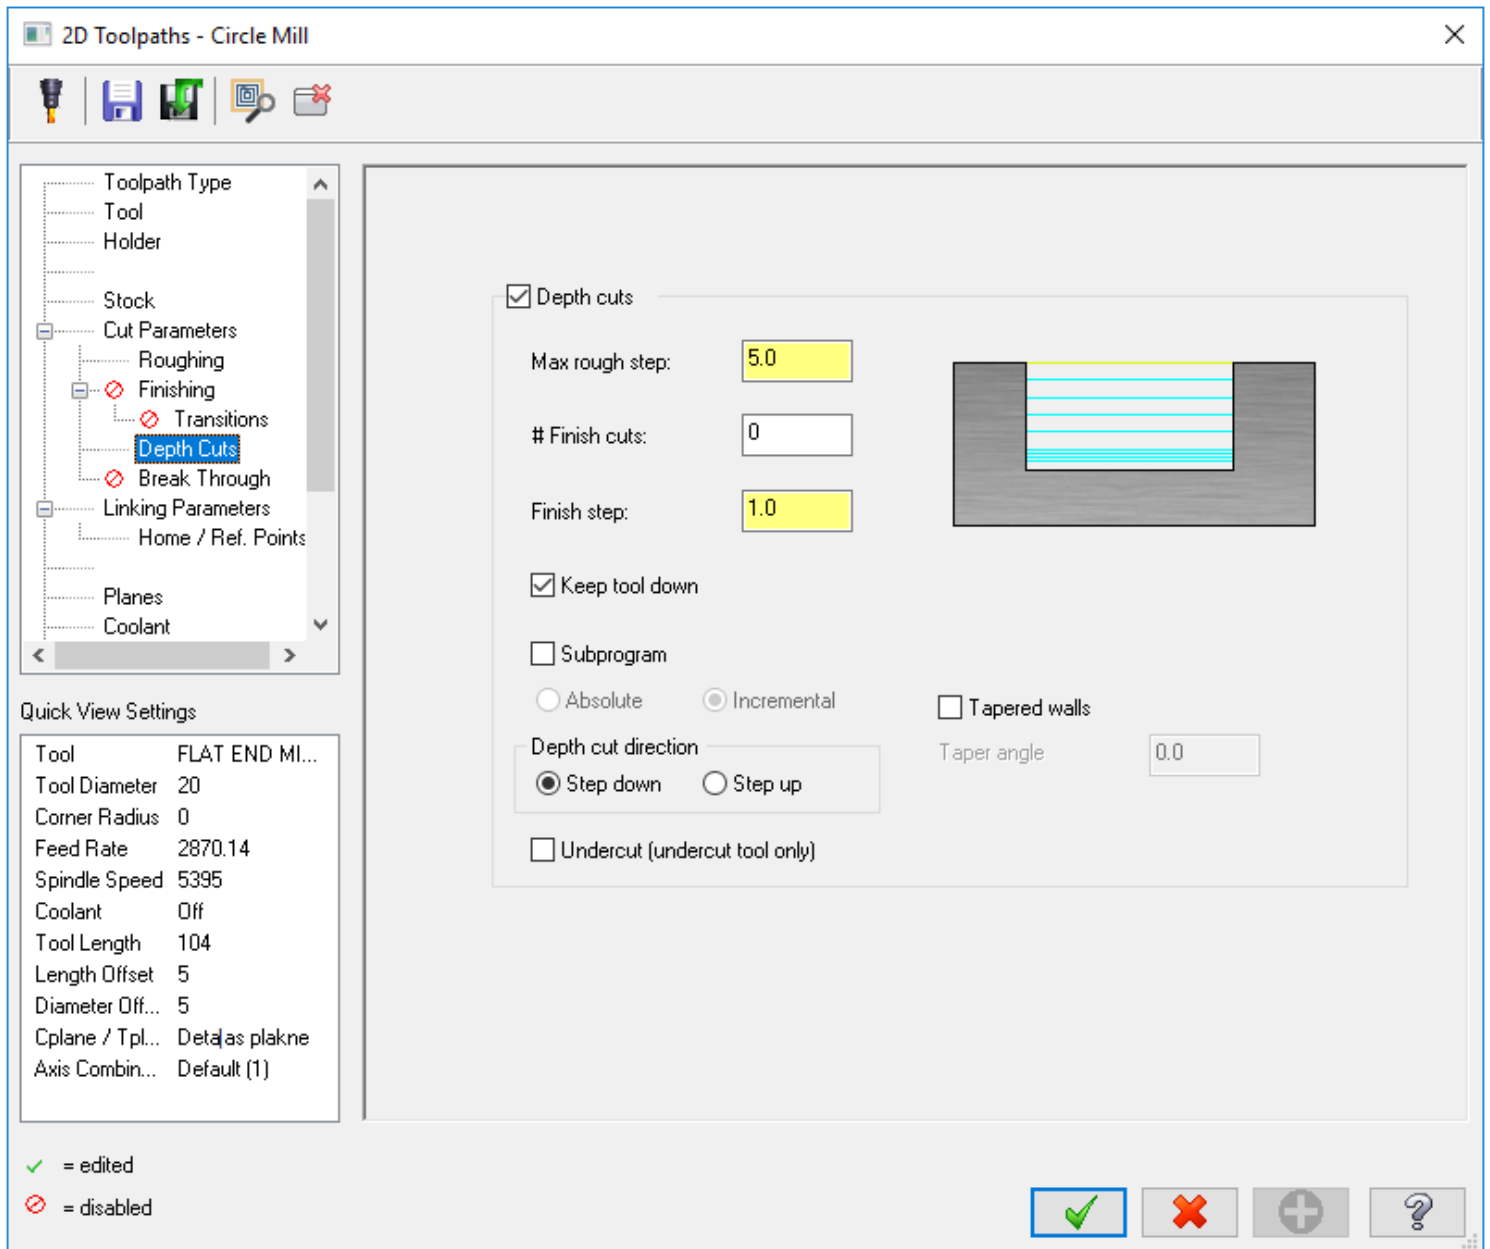 2D Toolpaths - Circle Mill
Toolpath Type
Tool
Holder
Stock
Cut Parameters
Roughing
Finishing
Transitions
Depth Cuts
Break Through
Linking Parameters
Home / Ref. Points
Planes
Coolant
Quick View Settings
Tool FLAT END MI...
Tool Diameter 20
Corner Radius 0
Feed Rate 2870.14
Spindle Speed 5395
Coolant Off
Tool Length 104
Length Offset 5
Diameter Off... 5
Cplane / Tpl... Detaļas plakne
Axis Combin... Default (1)
= edited
= disabled
Depth cuts
Max rough step: 5.0
# Finish cuts: 0
Finish step: 1.0
Keep tool down
Subprogram
Absolute Incremental
Depth cut direction
Step down Step up
Undercut (undercut tool only)
Tapered walls
Taper angle 0.0